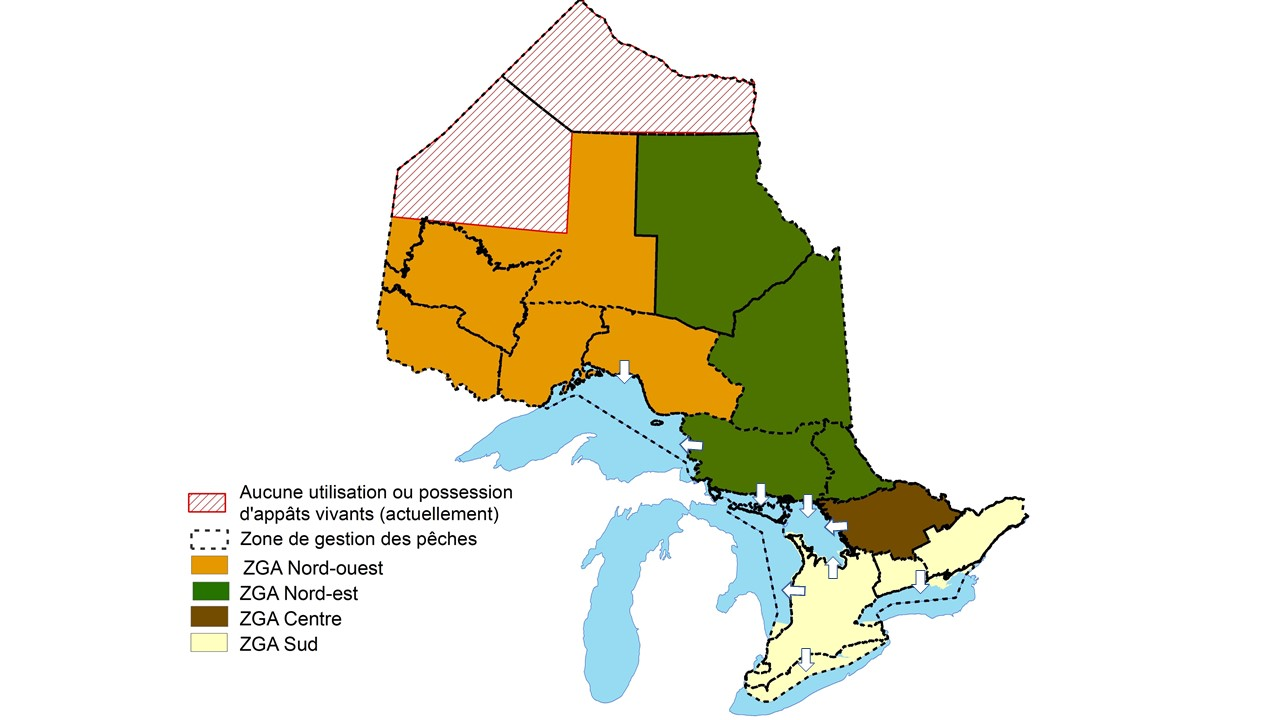 Aucune utilisation ou possession
d'appâts vivants (actuellement)
Zone de gestion des pêches
ZGA Nord-ouest
ZGA Nord-est
ZGA Centre
ZGA Sud